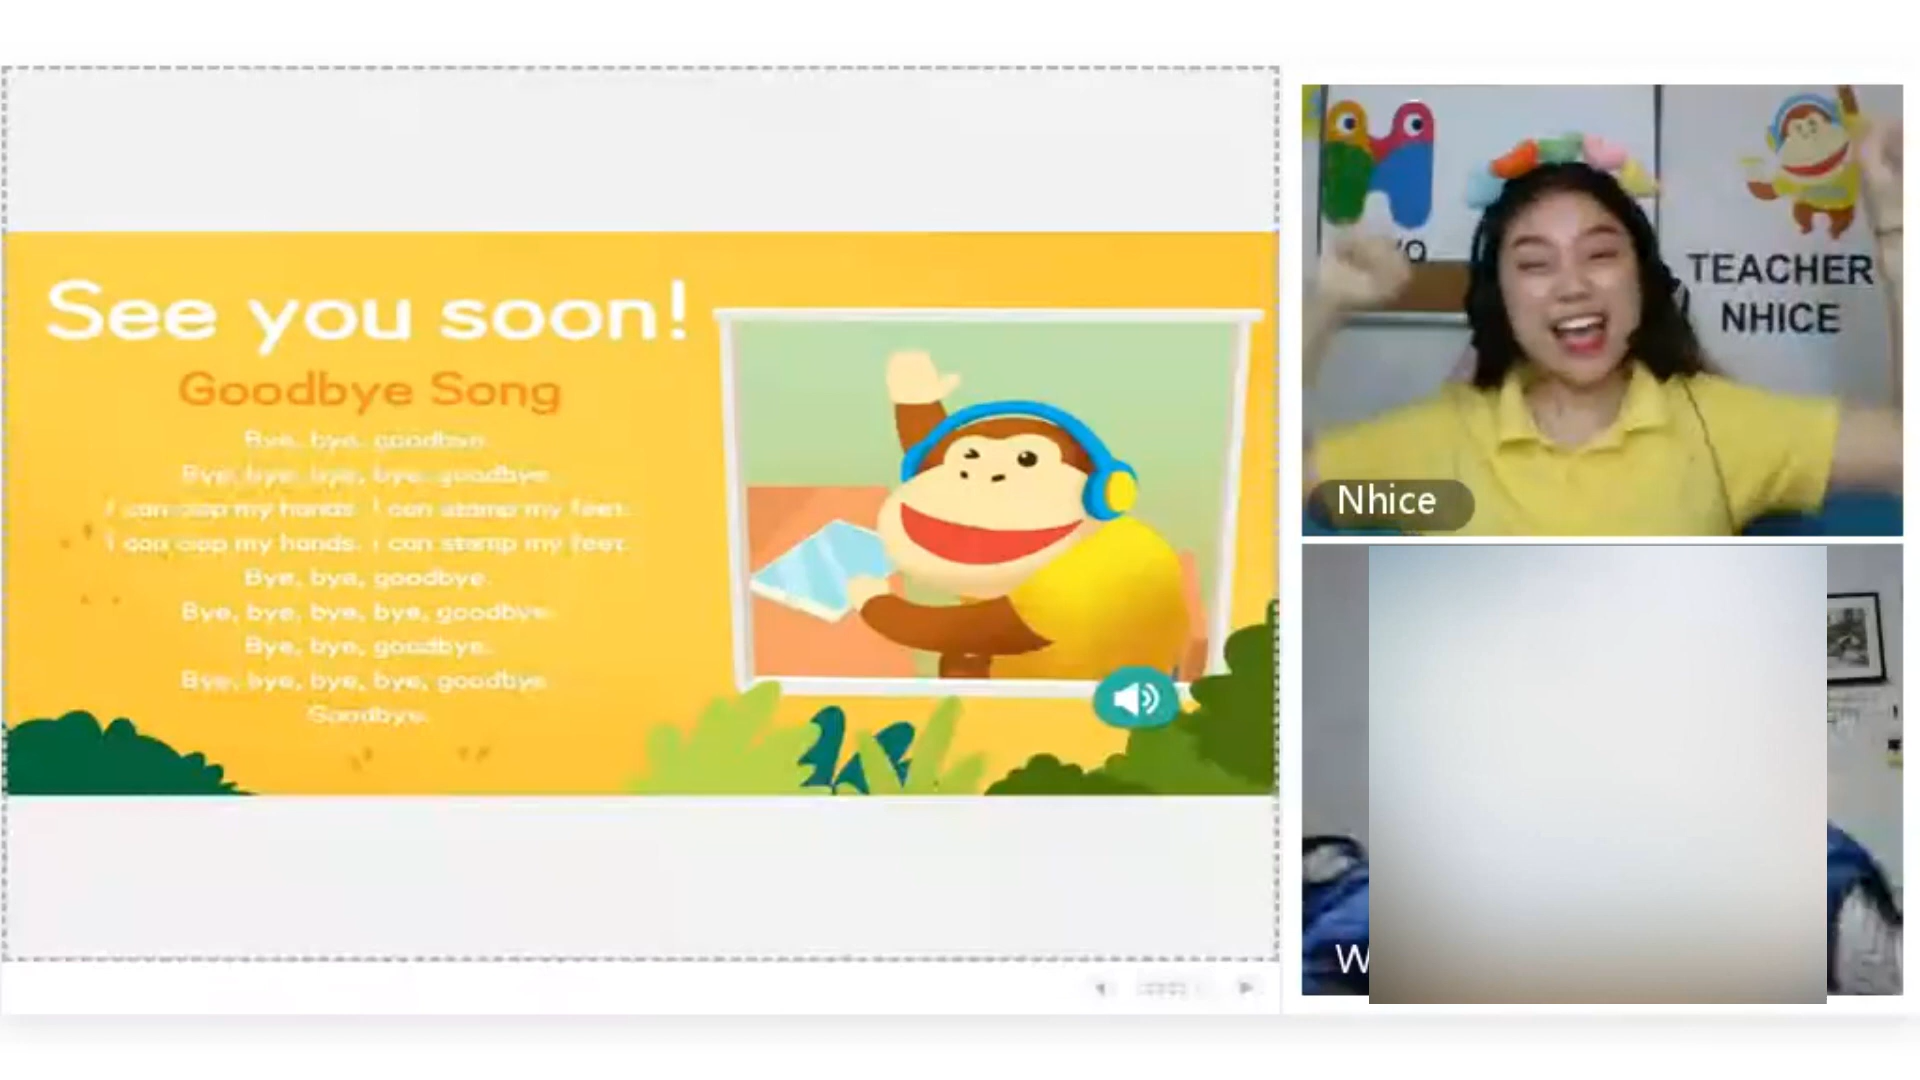 See you soon!
Goodbye Song
Bye, bye, goodbye.
Bye, bye, bye, bye, goodbye.
I can clap my hands. I can stamp my feet.
I can clap my hands. I can stamp my feet.
Bye, bye, goodbye.
Bye, bye, bye, bye, goodbye.
Bye, bye, goodbye.
Bye, bye, bye, bye, goodbye.
Goodbye.
TEACHER
NHICE
Nhice
W